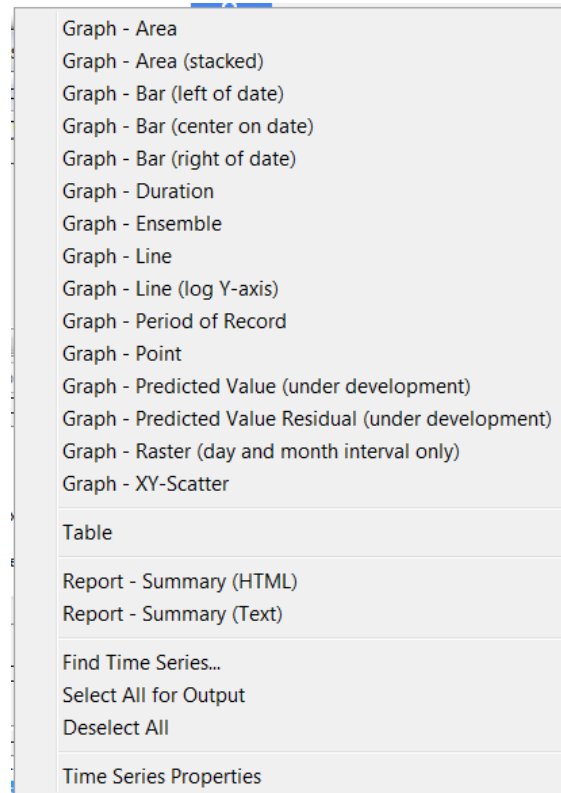 Graph - Area
Graph - Area (stacked)
Graph - Bar (left of date)
Graph - Bar (center on date)
Graph - Bar (right of date)
Graph - Duration
Graph - Ensemble
Graph - Line
Graph - Line (log Y-axis)
Graph - Period of Record
Graph - Point
Graph - Predicted Value (under development)
Graph - Predicted Value Residual (under development)
Graph - Raster (day and month interval only)
Graph - XY-Scatter
Table
Report - Summary (HTML)
Report - Summary (Text)
Find Time Series...
Select All for Output
Deselect All
Time Series Properties